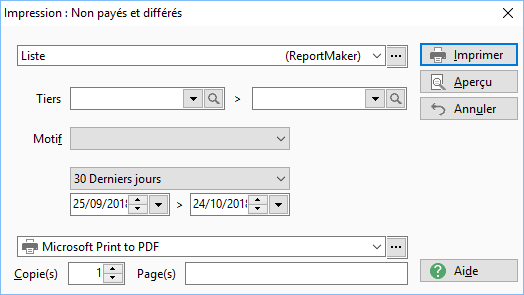 Impression : Non payés et différés
Liste (ReportMaker) Imprimer
Aperçu
Tiers > Annuler
Motif
30 Derniers jours
25/09/2018 > 24/10/2018
Microsoft Print to PDF
Copie(s) 1 Page(s) Aide